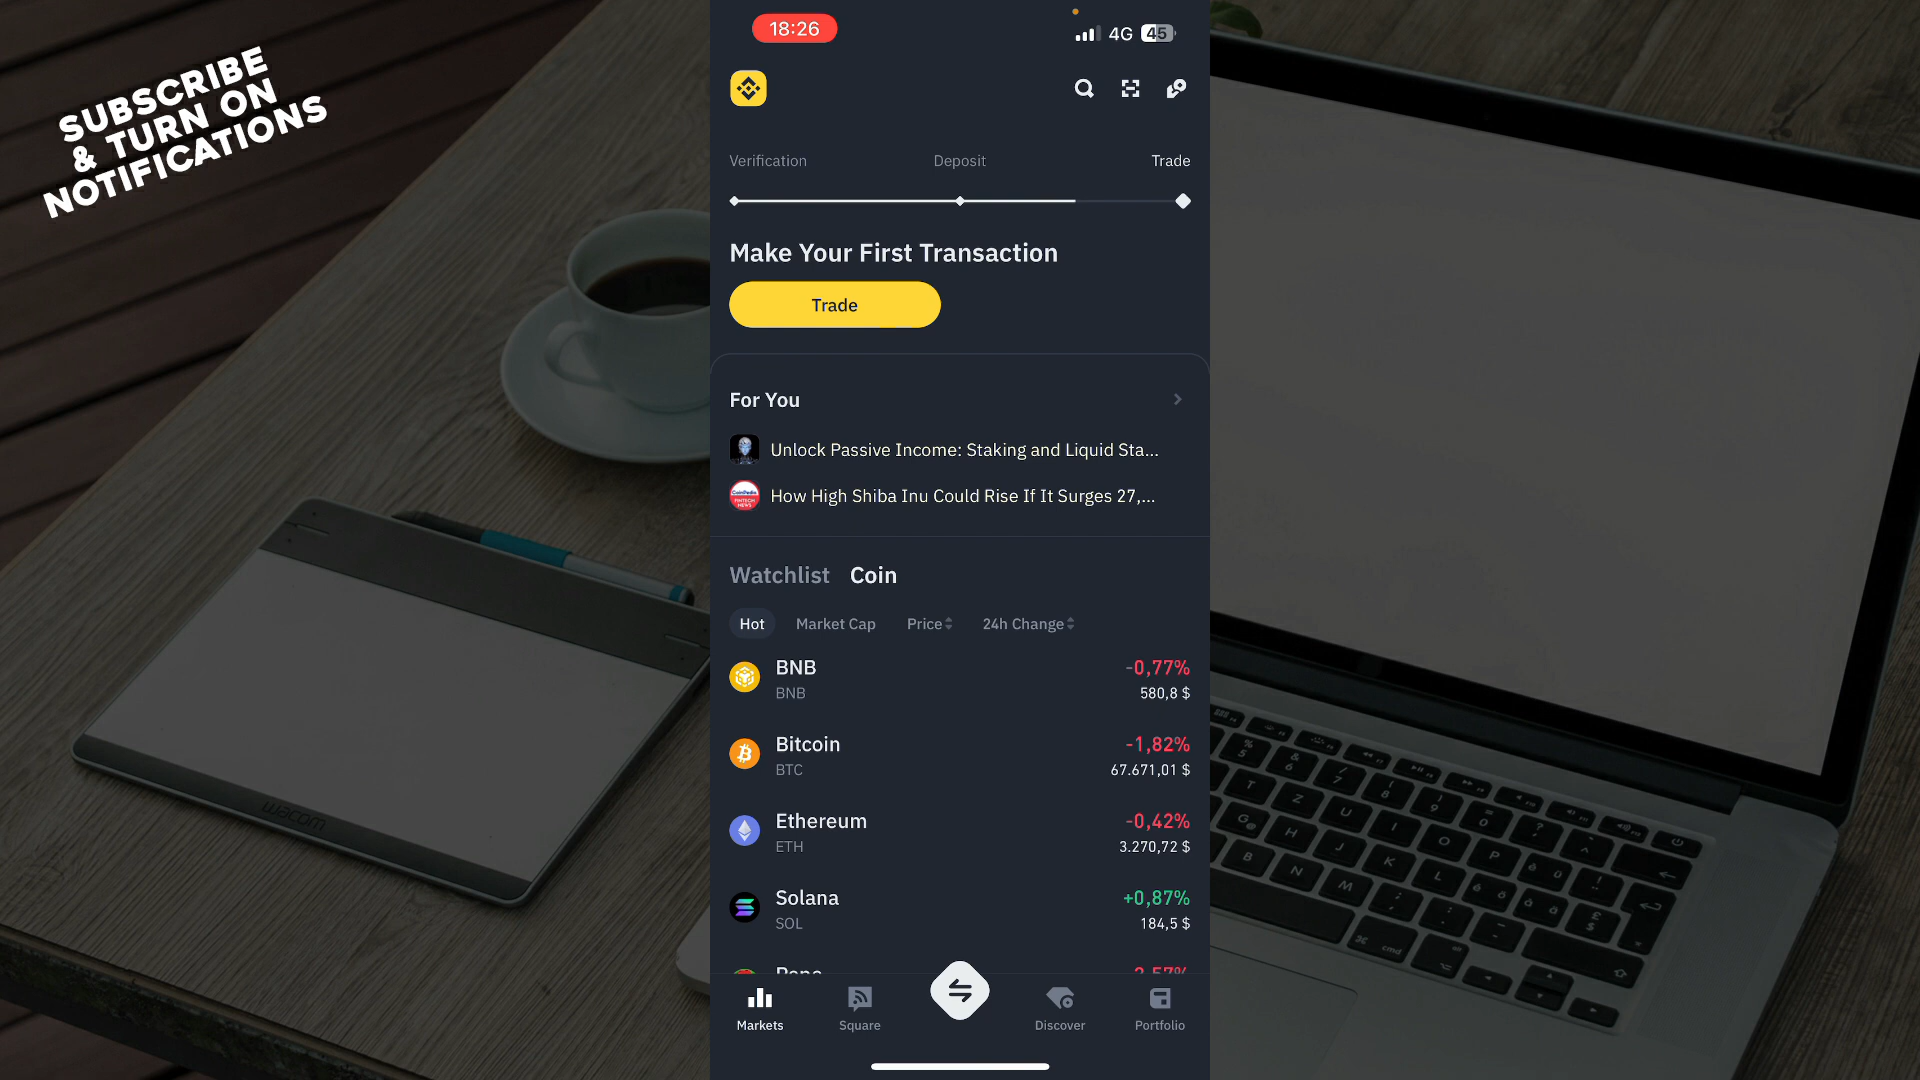 SUBSCRIBE
& TURN ON
NOTIFICATIONS
18:26
4G 45
Verification Deposit Trade
Make Your First Transaction
Trade
For You
Unlock Passive Income: Staking and Liquid Sta...
How High Shiba Inu Could Rise If It Surges 27,...
Watchlist Coin
Hot Market Cap Price 24h Change
BNB -0,77%
BNB 580,8 $
Bitcoin -1,82%
BTC 67.671,01 $
Ethereum -0,42%
ETH 3.270,72 $
Solana +0,87%
SOL 184,5 $
Markets Square Discover Portfolio
wacom